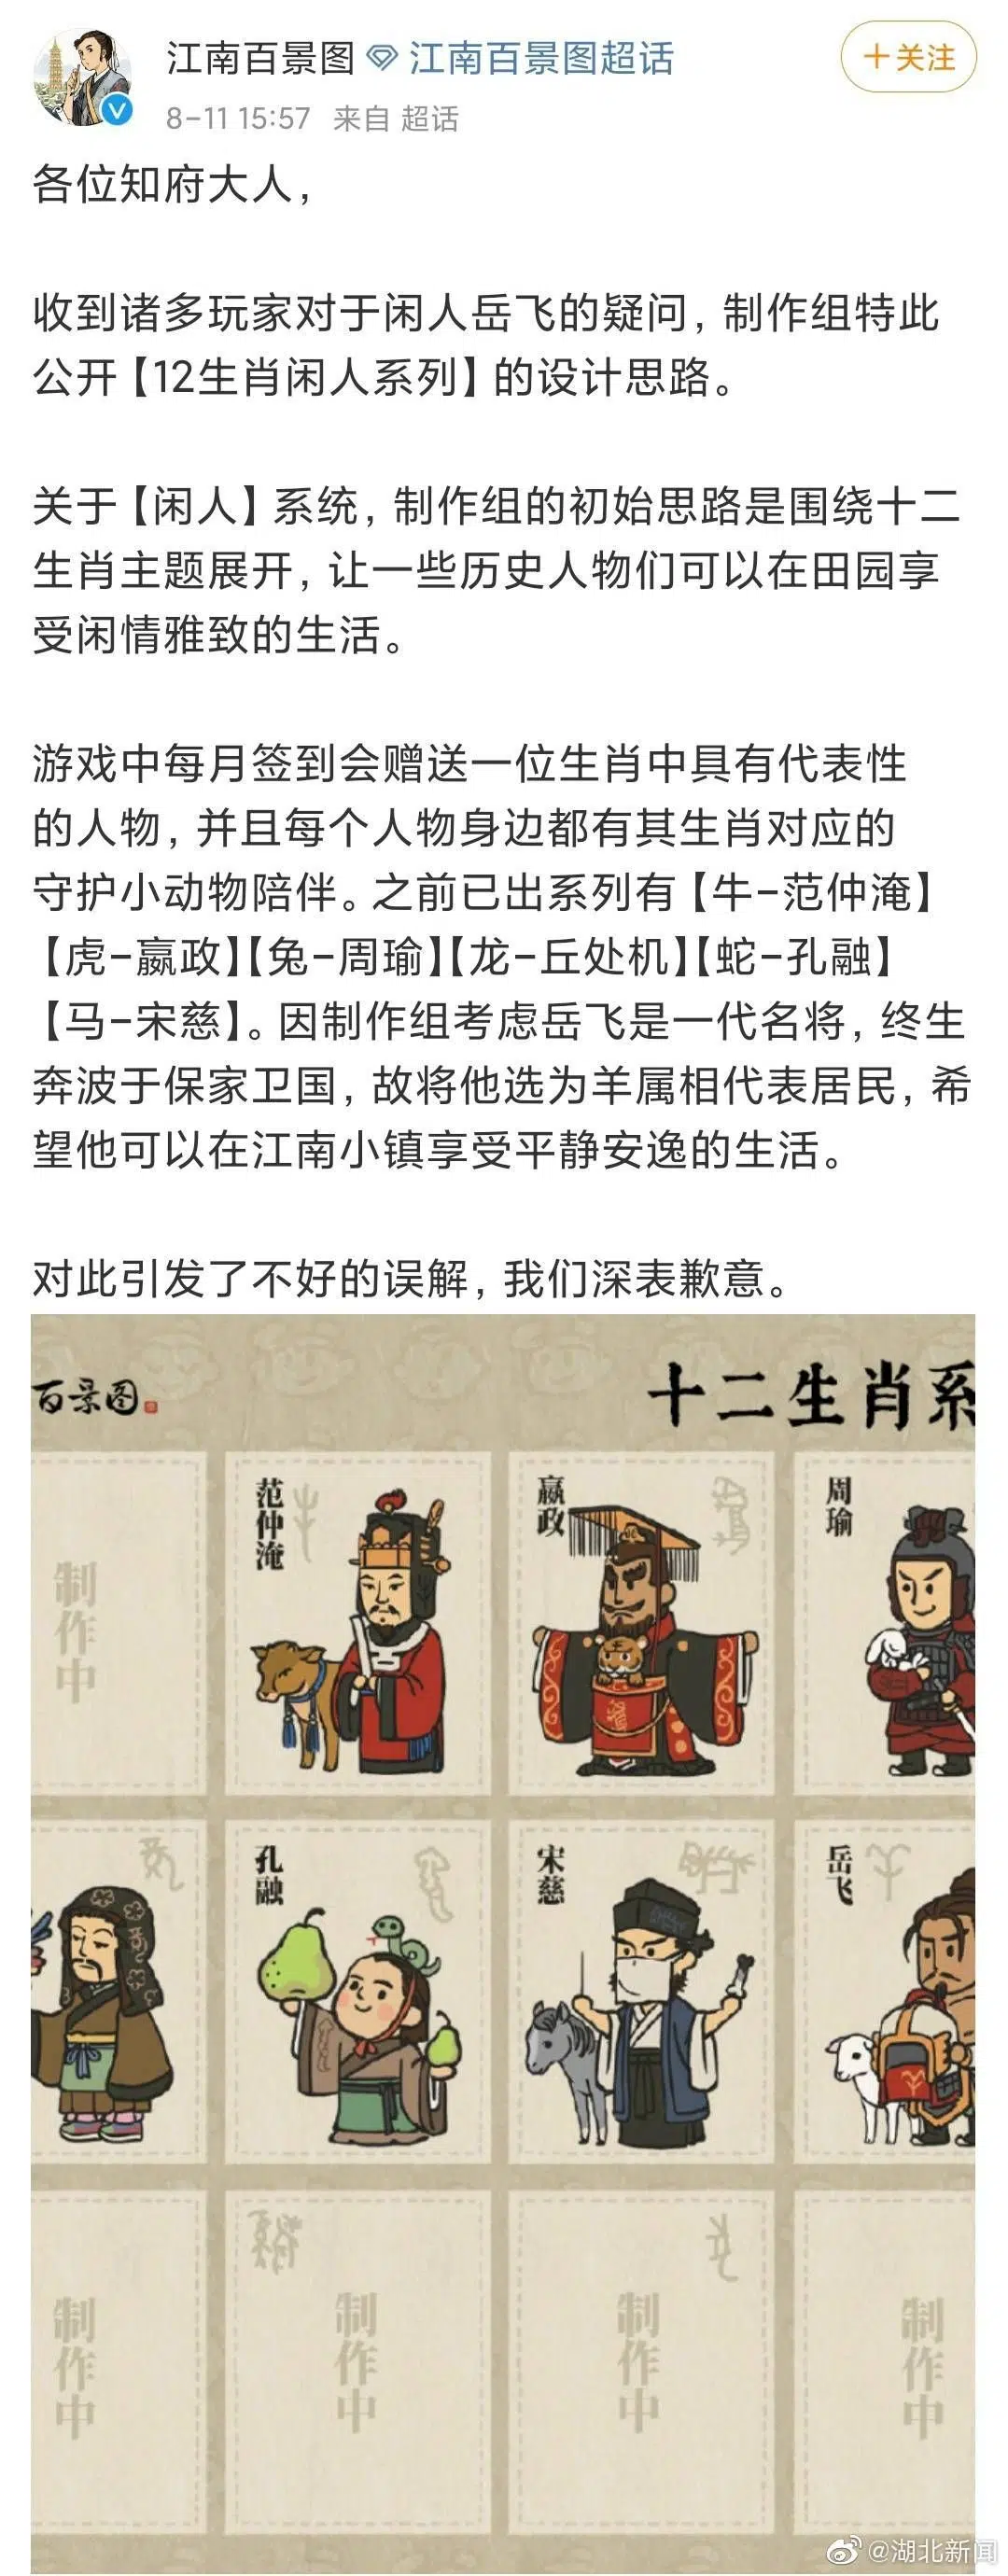 江南百景图 江南百景图超话
+关注
8-11 15:57 来自 超话
各位知府大人,
收到诸多玩家对于闲人岳飞的疑问, 制作组特此
公开【12生肖闲人系列】的设计思路。
关于【闲人】系统, 制作组的初始思路是围绕十二
生肖主题展开, 让一些历史人物们可以在田园享
受闲情雅致的生活。
游戏中每月签到会赠送一位生肖中具有代表性
的人物, 并且每个人物身边都有其生肖对应的
守护小动物陪伴。之前已出系列有【牛-范仲淹】
【虎-嬴政】【兔-周瑜】【龙-丘处机】【蛇-孔融】
【马-宋慈】。因制作组考虑岳飞是一代名将, 终生
奔波于保家卫国, 故将他选为羊属相代表居民, 希
望他可以在江南小镇享受平静安逸的生活。
对此引发了不好的误解, 我们深表歉意。
百景图
十二生肖系
制作中
范仲淹
嬴政
周瑜
孔融
宋慈
岳飞
制作中
制作中
制作中
制作中
@湖北新闻